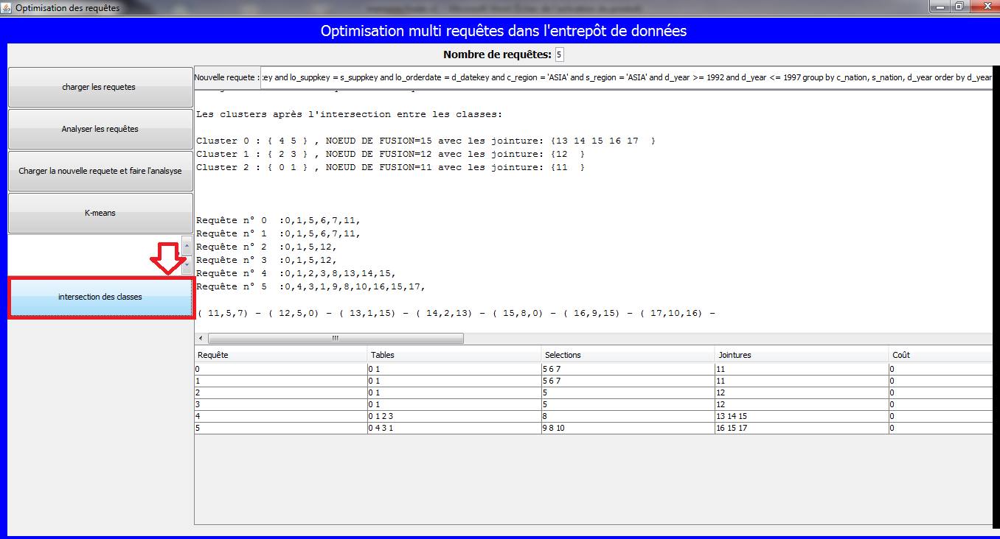 Optimisation des requêtes
Optimisation multi requêtes dans l'entrepôt de données
Nombre de requêtes: 5
charger les requetes
Analyser les requêtes
Charger la nouvelle requete et faire l'analsyse
K-means
intersection des classes
Nouvelle requete : key and lo_suppkey = s_suppkey and lo_orderdate = d_datekey and c_region = 'ASIA' and s_region = 'ASIA' and d_year >= 1992 and d_year <= 1997 group by c_nation, s_nation, d_year order by d_year
Les clusters après l'intersection entre les classes:
Cluster 0 : { 4 5 } , NOEUD DE FUSION=15 avec les jointure: {13 14 15 16 17 }
Cluster 1 : { 2 3 } , NOEUD DE FUSION=12 avec les jointure: {12 }
Cluster 2 : { 0 1 } , NOEUD DE FUSION=11 avec les jointure: {11 }
Requête n° 0 :0,1,5,6,7,11,
Requête n° 1 :0,1,5,6,7,11,
Requête n° 2 :0,1,5,12,
Requête n° 3 :0,1,5,12,
Requête n° 4 :0,1,2,3,8,13,14,15,
Requête n° 5 :0,4,3,1,9,8,10,16,15,17,
( 11,5,7) - ( 12,5,0) - ( 13,1,15) - ( 14,2,13) - ( 15,8,0) - ( 16,9,15) - ( 17,10,16) -
Requête Tables Selections Jointures Coût
0 0 1 5 6 7 11 0
1 0 1 5 6 7 11 0
2 0 1 5 12 0
3 0 1 5 12 0
4 0 1 2 3 8 13 14 15 0
5 0 4 3 1 9 8 10 16 15 17 0